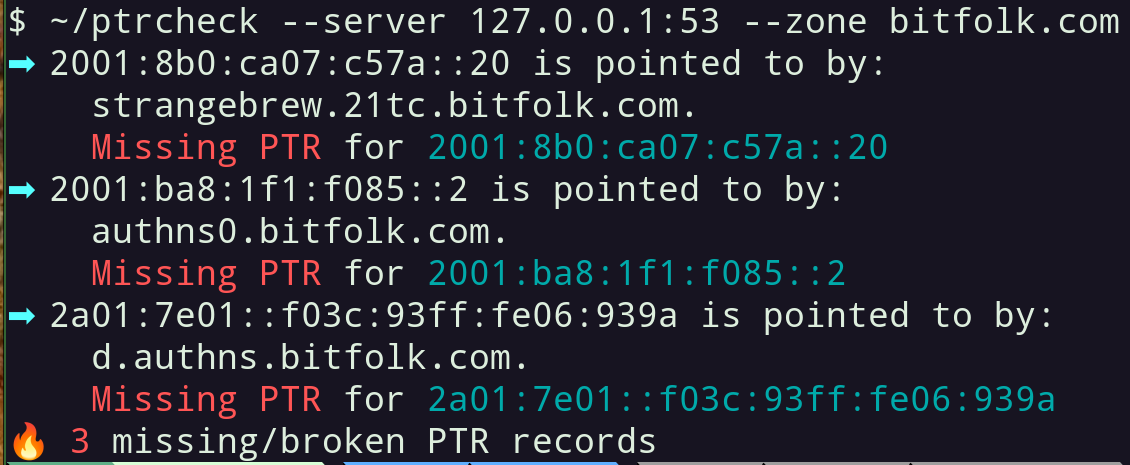 $ ~/ptrcheck --server 127.0.0.1:53 --zone bitfolk.com
➡ 2001:8b0:ca07:c57a::20 is pointed to by:
strangebrew.21tc.bitfolk.com.
Missing PTR for 2001:8b0:ca07:c57a::20
➡ 2001:ba8:1f1:f085::2 is pointed to by:
authns0.bitfolk.com.
Missing PTR for 2001:ba8:1f1:f085::2
➡ 2a01:7e01::f03c:93ff:fe06:939a is pointed to by:
d.authns.bitfolk.com.
Missing PTR for 2a01:7e01::f03c:93ff:fe06:939a
🔥 3 missing/broken PTR records